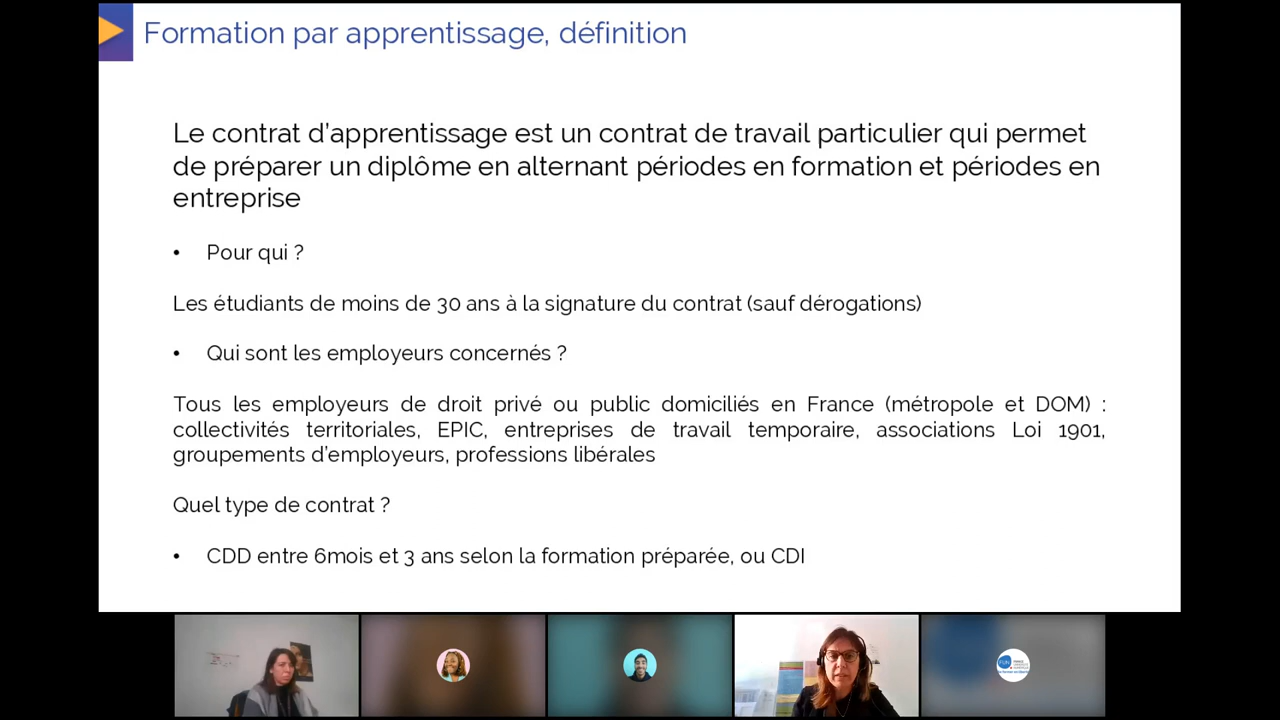 Formation par apprentissage, définition
Le contrat d'apprentissage est un contrat de travail particulier qui permet
de préparer un diplôme en alternant périodes en formation et périodes en
entreprise
• Pour qui ?
Les étudiants de moins de 30 ans à la signature du contrat (sauf dérogations)
• Qui sont les employeurs concernés ?
Tous les employeurs de droit privé ou public domiciliés en France (métropole et DOM) :
collectivités territoriales, EPIC, entreprises de travail temporaire, associations Loi 1901,
groupements d'employeurs, professions libérales
Quel type de contrat ?
• CDD entre 6mois et 3 ans selon la formation préparée, ou CDI
FUN